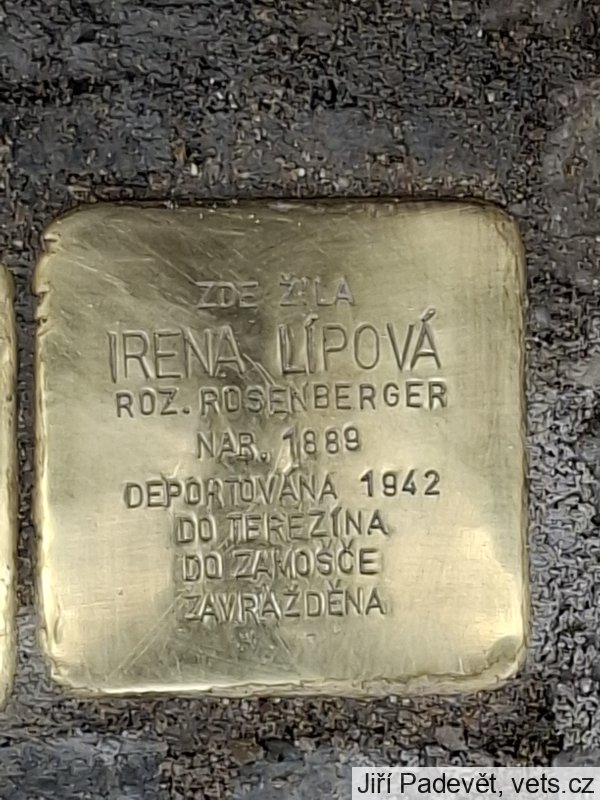 ZDE ŽILA
IRENA LÍPOVÁ
ROZ. ROSENBERGER
NAR. 1889
DEPORTOVÁNA 1942
DO TEREZÍNA
DO ZAMOŠČE
ZAVRAŽDĚNA
Jiří Padevět, vets.cz